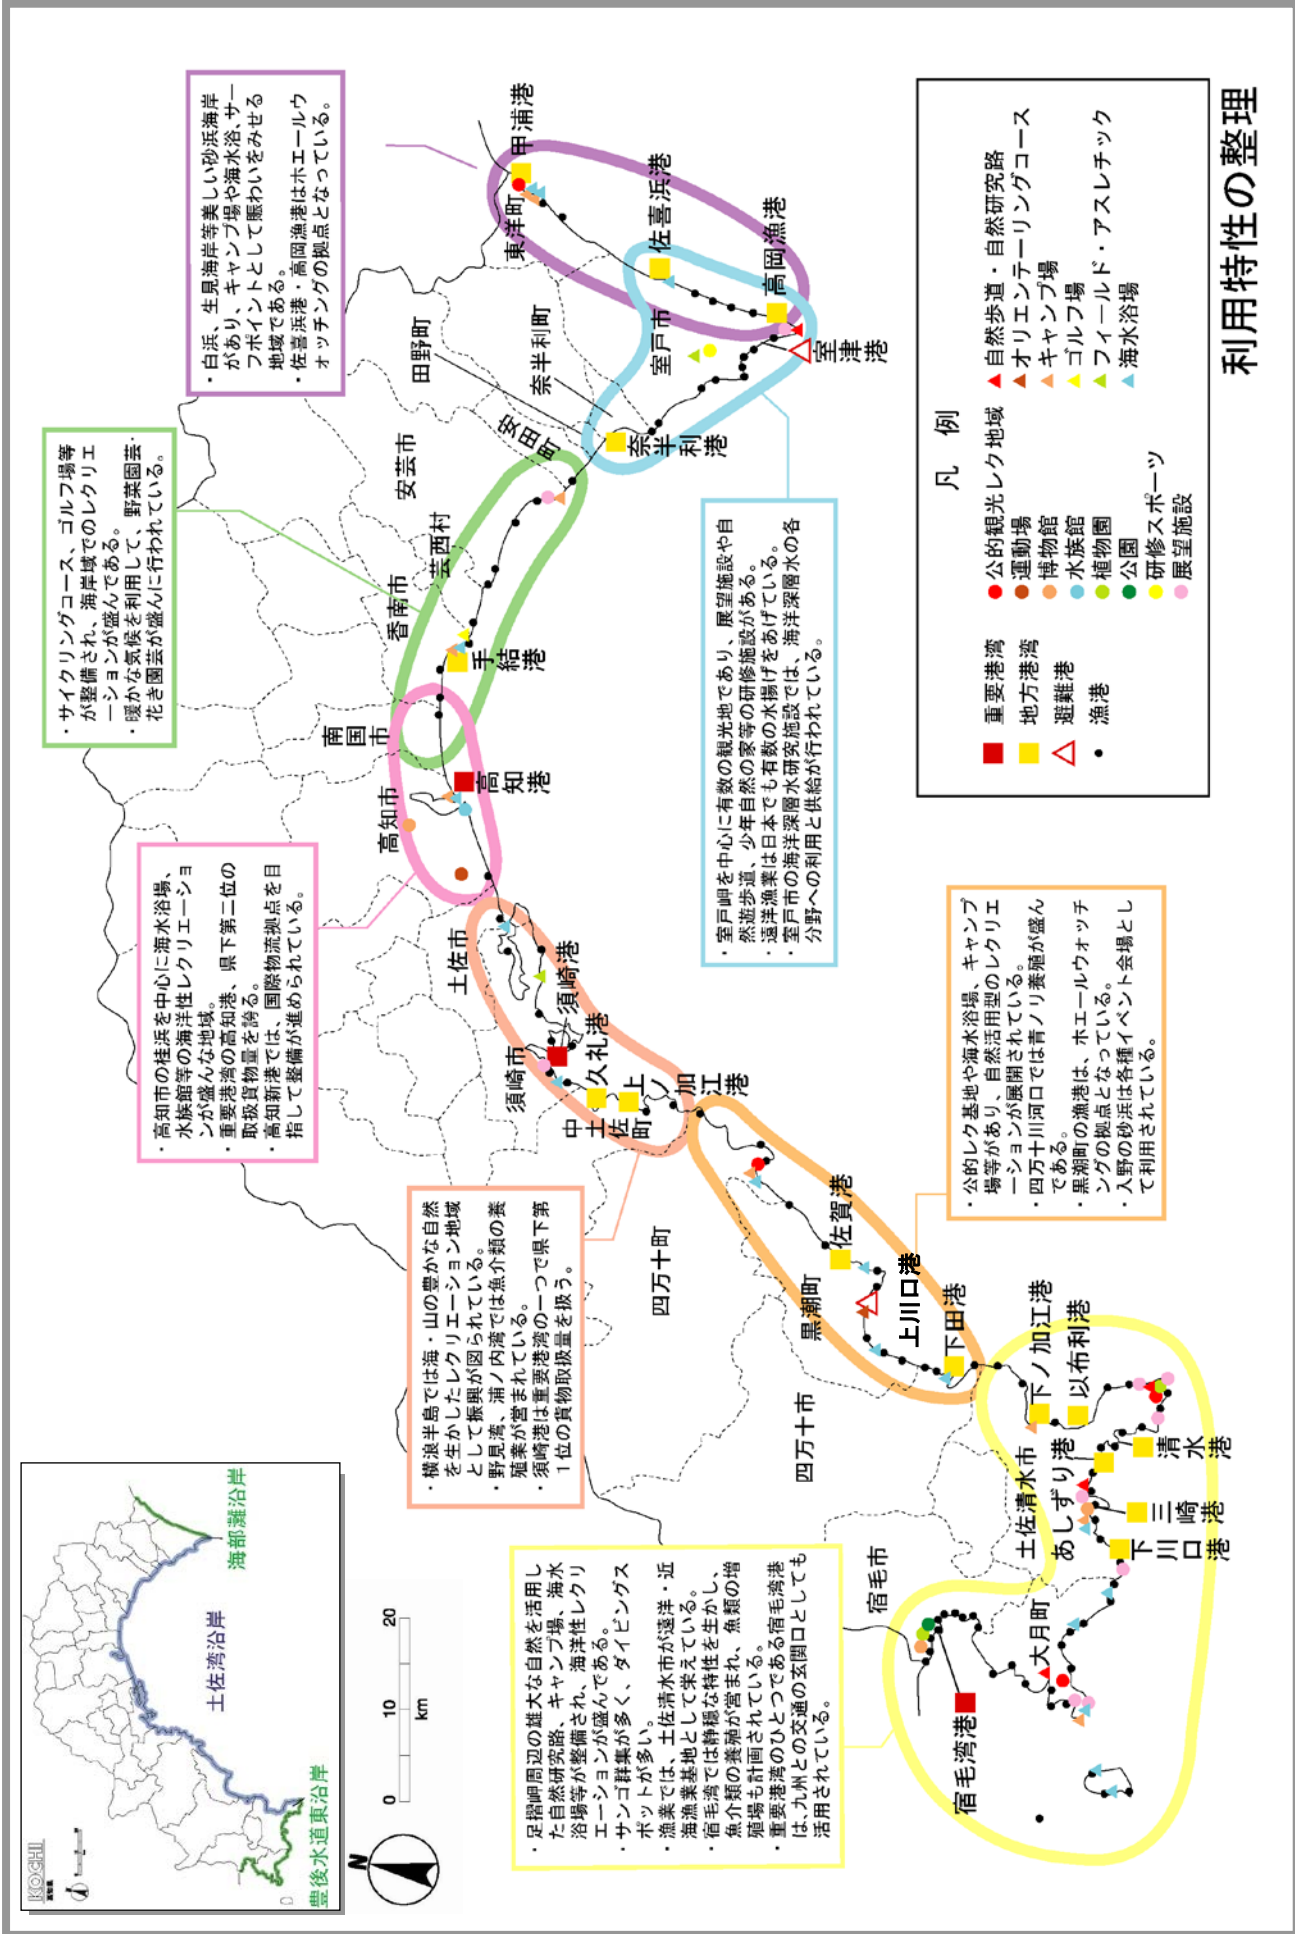 利用特性の整理
・白浜、生見海岸等美しい砂浜海岸
があり、キャンプ場や海水浴、サー
フポイントとして賑わいをみせる
地域である。
・佐喜浜港・高岡漁港はホエールウ
ォッチングの拠点となっている。
・サイクリングコース、ゴルフ場等
が整備され、海岸域でのレクリエ
ーションが盛んである。
・暖かな気候を利用して、野菜園芸・
花き園芸が盛んに行われている。
・高知市の桂浜を中心に海水浴場、
水族館等の海洋性レクリエーショ
ンが盛んな地域。
・重要港湾の高知港、県下第二位の
取扱貨物量を誇る。
・高知新港では、国際物流拠点を目
指して整備が進められている。
・横浪半島では海・山の豊かな自然
を生かしたレクリエーション地域
として振興が図られている。
・野見湾、浦ノ内湾では魚介類の養
殖業が営まれている。
・須崎港は重要港湾の一つで県下第
１位の貨物取扱量を扱う。
・足摺岬周辺の雄大な自然を活用し
た自然研究路、キャンプ場、海水
浴場等が整備され、海洋性レクリ
エーションが盛んである。
・サンゴ群集が多く、ダイビングス
ポットが多い。
・漁業では、土佐清水市が遠洋・近
海漁業基地として栄えている。
・宿毛湾では静穏な特性を生かし、
魚介類の養殖が営まれ、魚類の増
殖場も計画されている。
・重要港湾のひとつである宿毛湾港
は、九州との交通の玄関口としても
活用されている。
・室戸岬を中心に有数の観光地であり、展望施設や自
然遊歩道、少年自然の家等の研修施設がある。
・遠洋漁業は日本でも有数の水揚げをあげている。
・室戸市の海洋深層水研究施設では、海洋深層水の各
分野への利用と供給が行われている。
・公的レク基地や海水浴場、キャンプ
場等があり、自然活用型のレクリエ
ーションが展開されている。
・四万十川河口では青ノリ養殖が盛ん
である。
・黒潮町の漁港は、ホエールウォッチ
ングの拠点となっている。
・入野の砂浜は各種イベント会場とし
て利用されている。
甲浦港
東洋町
佐喜浜港
高岡漁港
室戸市
室津港
奈半利町
田野町
奈半利港
安田町
安芸市
芸西村
香南市
手結港
南国市
高知市
高知港
土佐市
須崎港
須崎市
久礼港
上ノ加江港
中土佐町
四万十町
佐賀港
黒潮町
上川口港
下田港
四万十市
下ノ加江港
以布利港
土佐清水市
あしずり港
清水港
三崎港
下川口港
宿毛市
大月町
宿毛湾港
凡例
重要港湾
地方港湾
避難港
漁港
公的観光レク地域
運動場
博物館
水族館
植物園
公園
研修スポーツ
展望施設
自然歩道・自然研究路
オリエンテーリングコース
キャンプ場
ゴルフ場
フィールド・アスレチック
海水浴場
KOCHI
高知県
海部灘沿岸
土佐湾沿岸
豊後水道東沿岸
N
0 10 20
km